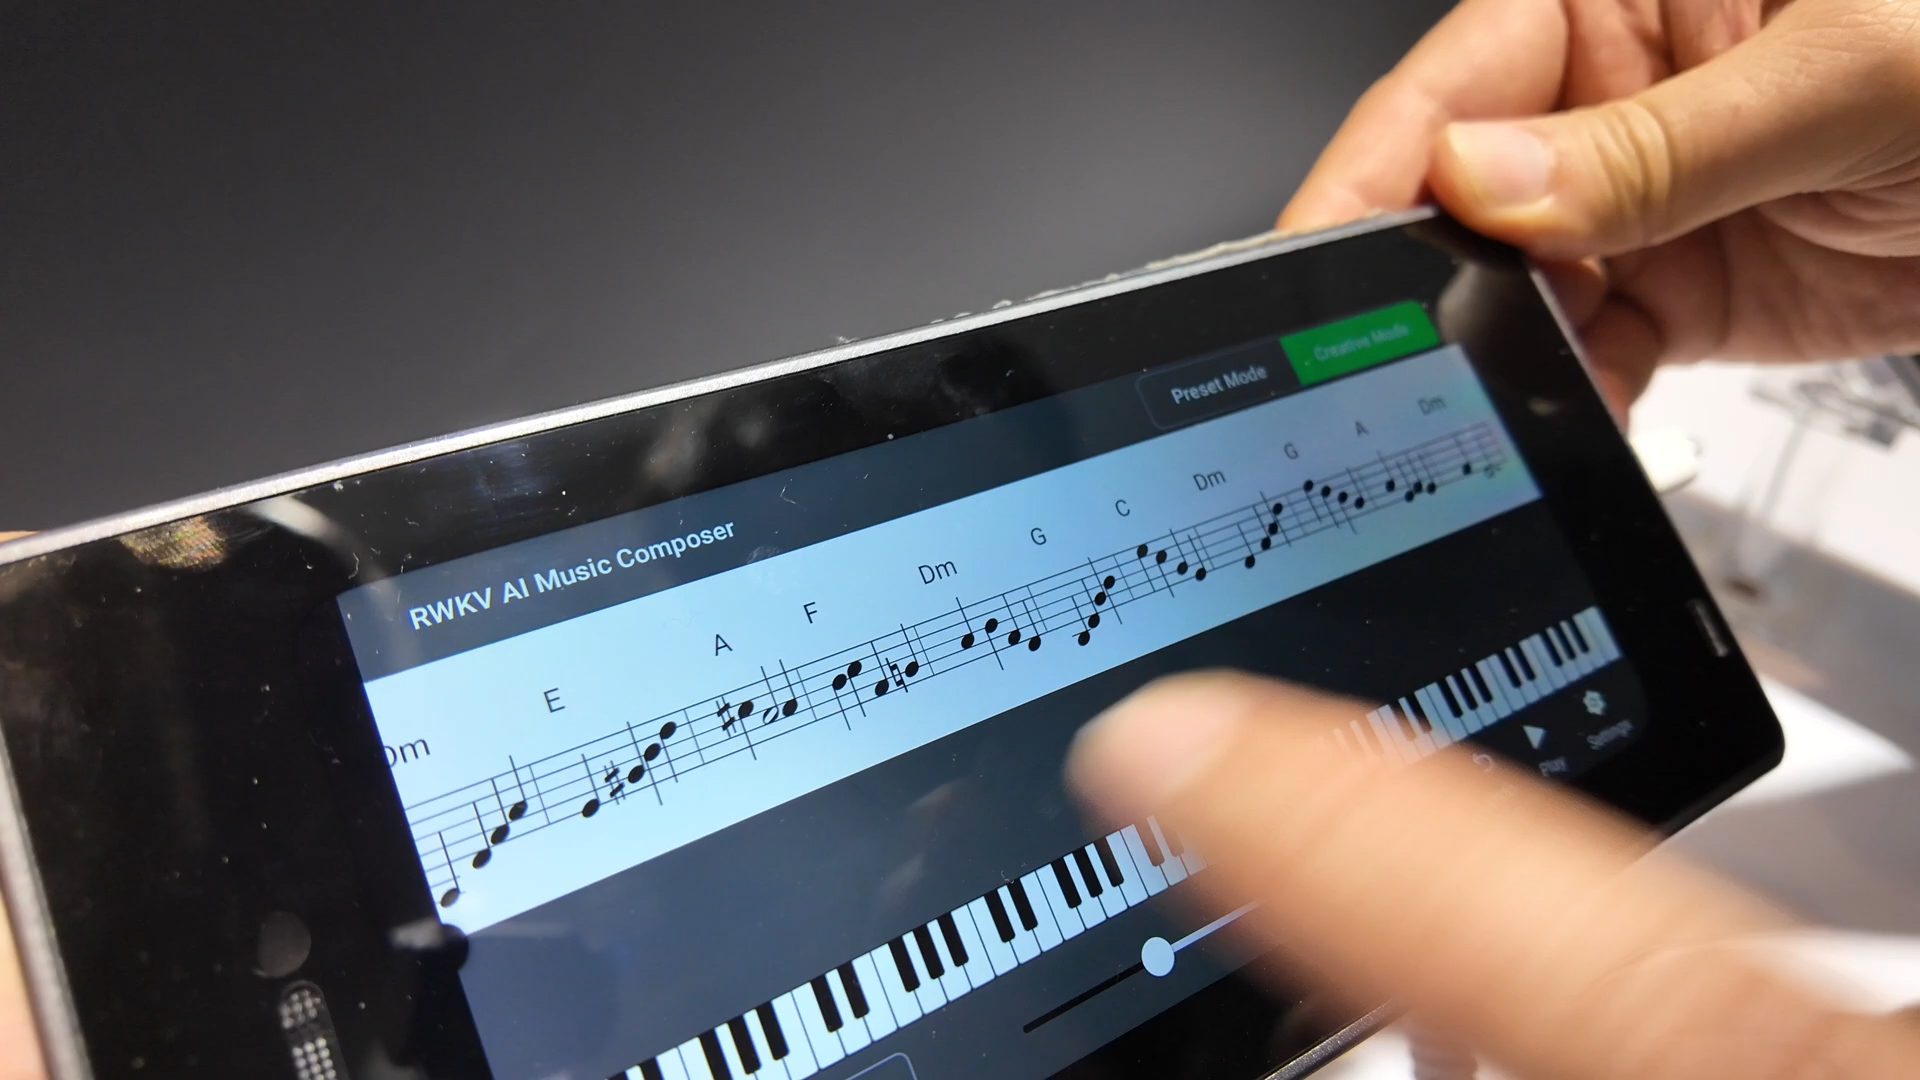 Preset Mode Creative Mode
RWKV AI Music Composer
Dm E A F Dm G C Dm G A Dm
Play Settings